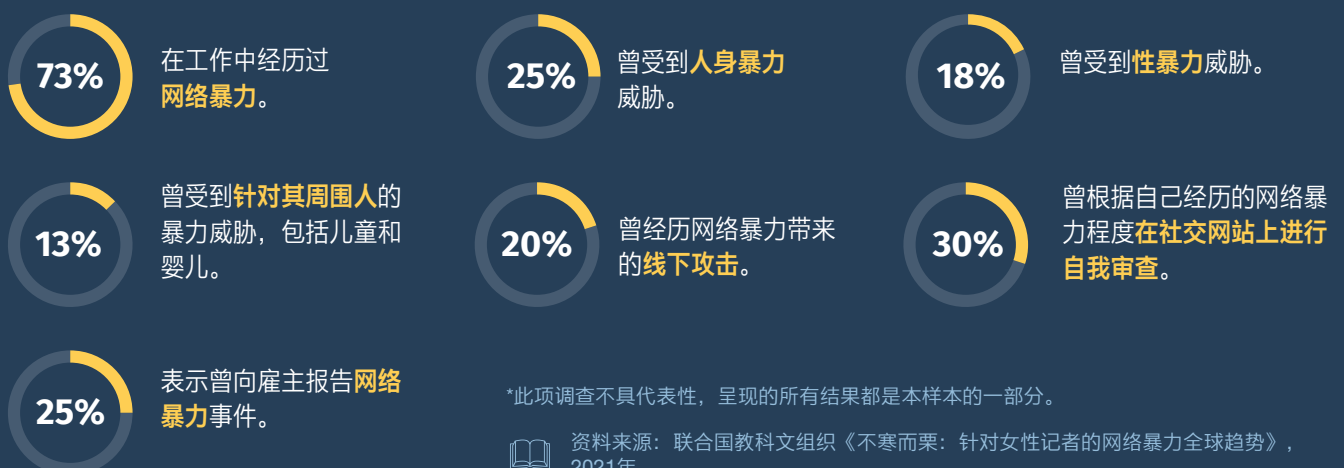 73%
在工作中经历过
网络暴力。
25%
曾受到人身暴力
威胁。
18%
曾受到性暴力威胁。
13%
曾受到针对其周围人的
暴力威胁，包括儿童和
婴儿。
20%
曾经历网络暴力带来
的线下攻击。
30%
曾根据自己经历的网络暴
力程度在社交网站上进行
自我审查。
25%
表示曾向雇主报告网络
暴力事件。
*此项调查不具代表性，呈现的所有结果都是本样本的一部分。
资料来源：联合国教科文组织《不寒而栗：针对女性记者的网络暴力全球趋势》，
2021年